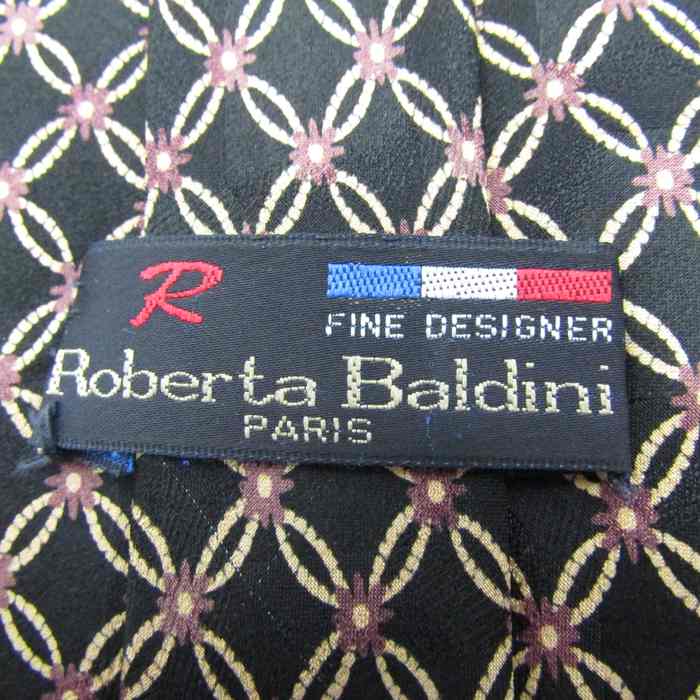 R
FINE DESIGNER
Roberta Baldini
PARIS